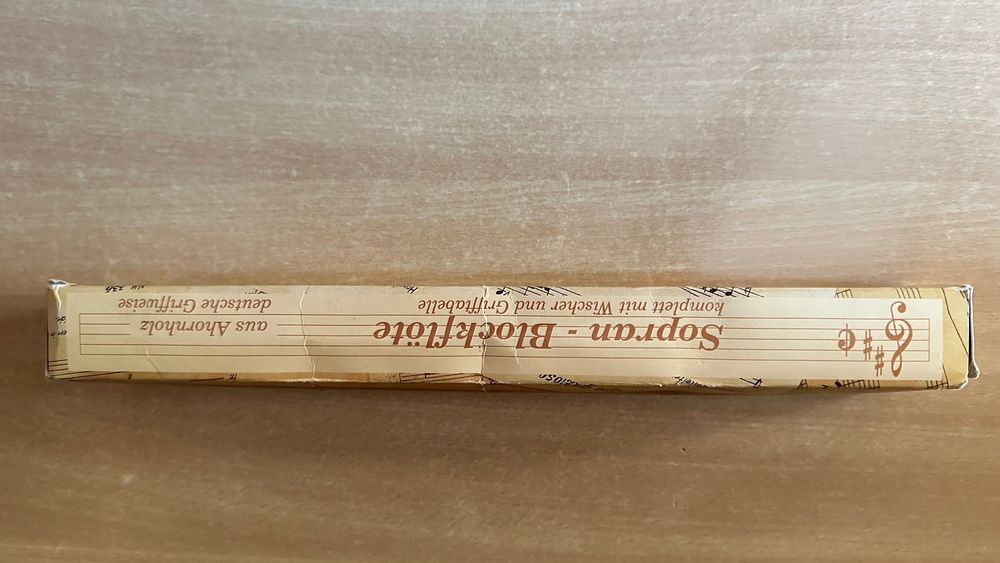 Sopran - Blockflöte
komplett mit Wischer und Grifftabelle
aus Ahornholz
deutsche Griffweise